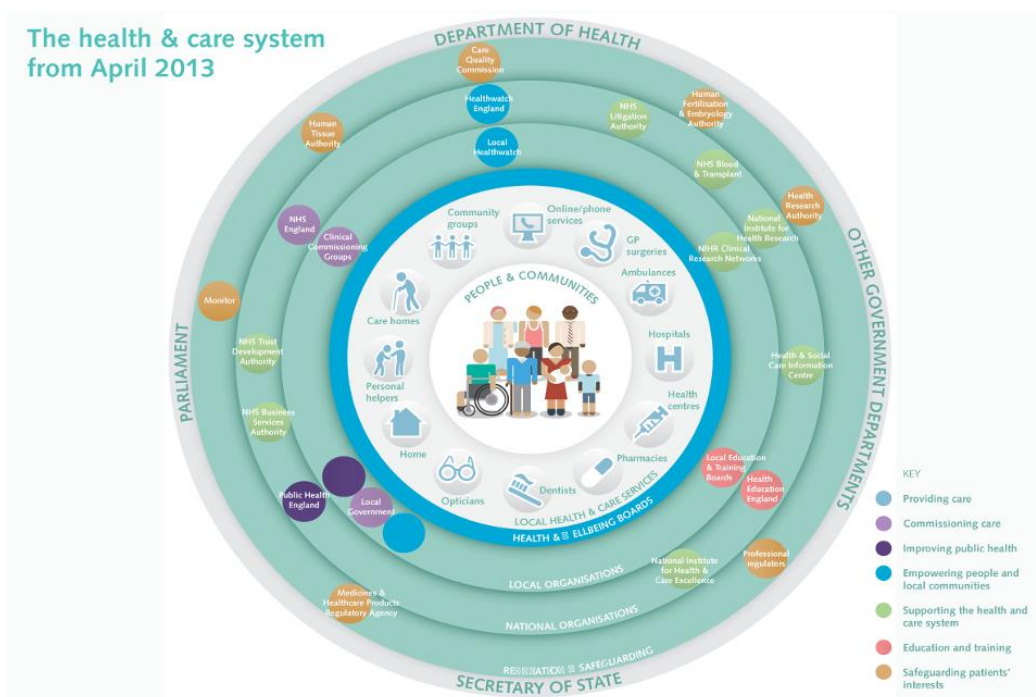 The health & care system
from April 2013
DEPARTMENT OF HEALTH
Care
Quality
Commission
Healthwatch
England
Local
Healthwatch
Human
Tissue
Authority
NHS
Litigation
Authority
Human
Fertilisation
& Embryology
Authority
NHS Blood
& Transplant
Health
Research
Authority
National
Institute for
Health Research
NIHR Clinical
Research Networks
NHS
England
Clinical
Commissioning
Groups
Monitor
NHS Trust
Development
Authority
NHS Business
Services
Authority
Public Health
England
Local
Government
Medicines &
Healthcare Products
Regulatory Agency
National Institute
for Health &
Care Excellence
Professional
regulators
Health
Education
England
Local Education
& Training
Boards
Health & Social
Care Information
Centre
PARLIAMENT
OTHER GOVERNMENT DEPARTMENTS
SECRETARY OF STATE
Community
groups
Online/phone
services
GP
surgeries
Ambulances
Hospitals
Health
centres
Pharmacies
Dentists
Opticians
Home
Personal
helpers
Care homes
PEOPLE & COMMUNITIES
LOCAL HEALTH & CARE SERVICES
HEALTH & ELLBEING BOARDS
LOCAL ORGANISATIONS
NATIONAL ORGANISATIONS
KEY
Providing care
Commissioning care
Improving public health
Empowering people and
local communities
Supporting the health and
care system
Education and training
Safeguarding patients'
interests